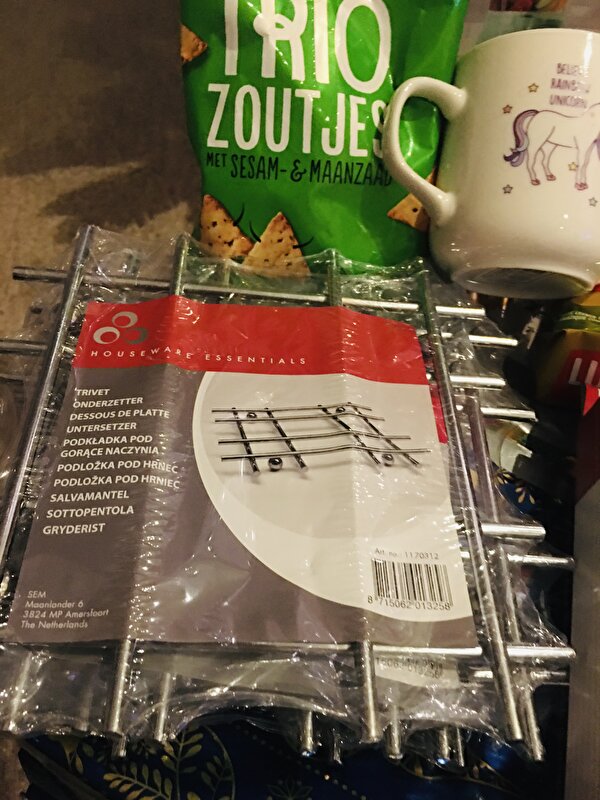 TRIO
ZOUTJES
MET SESAM- & MAANZAAD
RAINBOW
UNICORN
HOUSEWARE ESSENTIALS
TRIVET
ONDERZETTER
DESSOUS DE PLATTE
UNTERSETZER
PODKŁADKA POD
GORĄCE NACZYNIA
PODLOŽKA POD HRNEC
PODLOŽKA POD HRNIEC
SALVAMANTEL
SOTTOPENTOLA
GRYDERIST
Art. no.: 1170312
8 715062 013258
SEM
Maanlander 6
3824 MP Amersfoort
The Netherlands